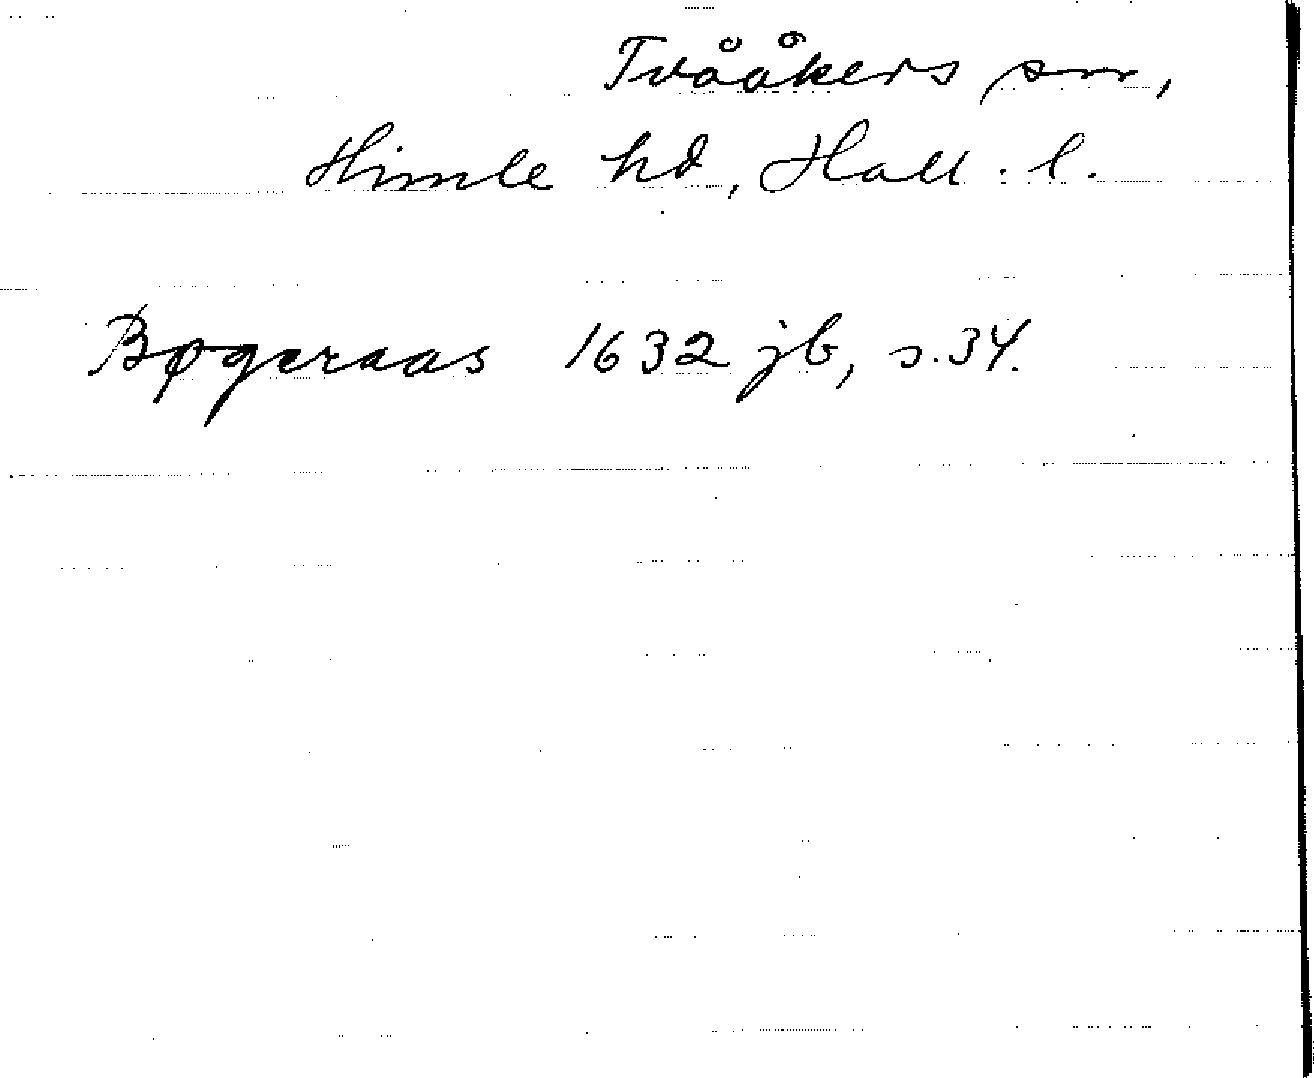 Tvååkers sn,
Himle hd, Hall. l.
Bøgeraas 1632 jb, s. 34.